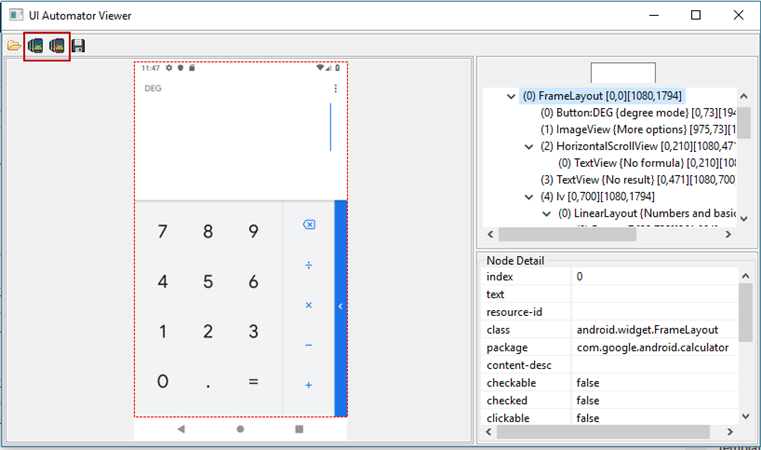 UI Automator Viewer
11:47
DEG
7 8 9
4 5 6 ÷
1 2 3 ×
−
0 . = +
(0) FrameLayout [0,0][1080,1794]
(0) Button:DEG {degree mode} [0,73][194
(1) ImageView {More options} [975,73][1
(2) HorizontalScrollView [0,210][1080,471
(0) TextView {No formula} [0,210][108
(3) TextView {No result} [0,471][1080,700
(4) lv [0,700][1080,1794]
(0) LinearLayout {Numbers and basic
Node Detail
index 0
text
resource-id
class android.widget.FrameLayout
package com.google.android.calculator
content-desc
checkable false
checked false
clickable false